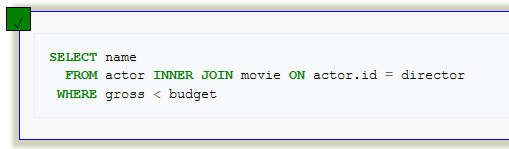 SELECT name
FROM actor INNER JOIN movie ON actor.id = director
WHERE gross < budget